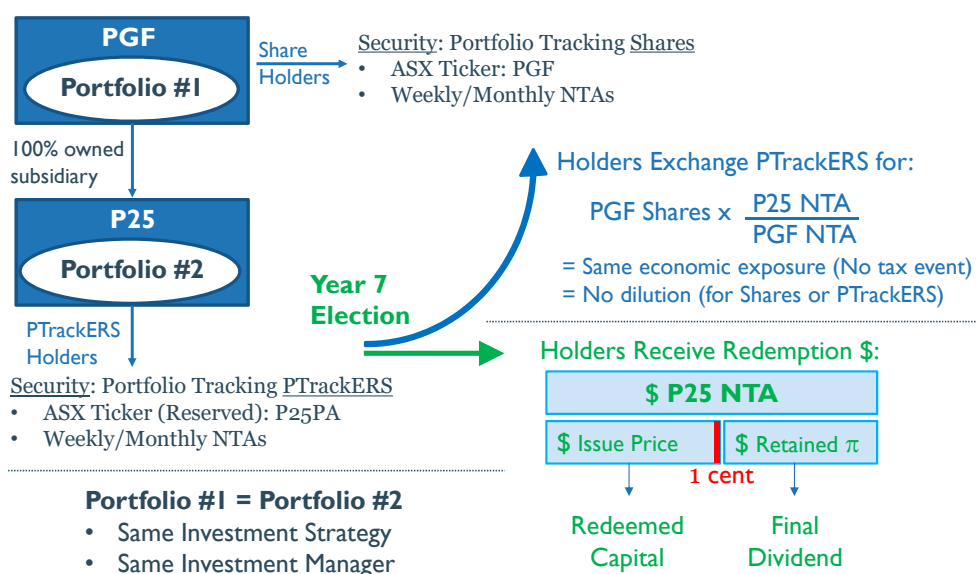 PGF
Portfolio #1
Share
Holders
Security: Portfolio Tracking Shares
• ASX Ticker: PGF
• Weekly/Monthly NTAs
100% owned
subsidiary
P25
Portfolio #2
PTrackERS
Holders
Security: Portfolio Tracking PTrackERS
• ASX Ticker (Reserved): P25PA
• Weekly/Monthly NTAs
Portfolio #1 = Portfolio #2
• Same Investment Strategy
• Same Investment Manager
Year 7
Election
Holders Exchange PTrackERS for:
PGF Shares x P25 NTA
PGF NTA
= Same economic exposure (No tax event)
= No dilution (for Shares or PTrackERS)
Holders Receive Redemption $:
$ P25 NTA
$ Issue Price
$ Retained π
1 cent
Redeemed
Capital
Final
Dividend